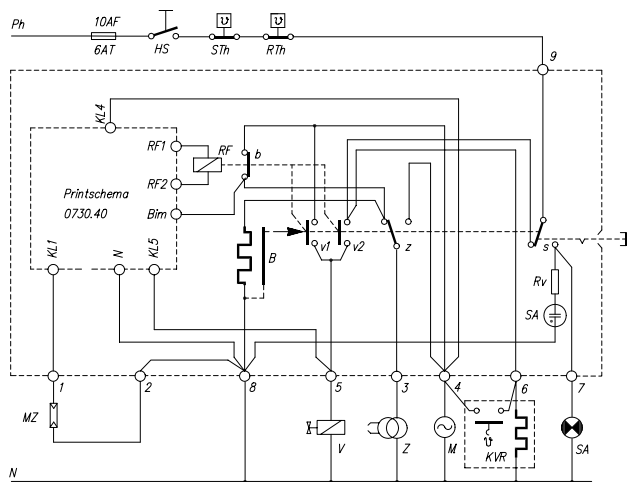 Ph
10AF
6AT
HS
STh
RTh
9
KL4
RF1
RF
b
RF2
Printschema
0730.40
Bim
KL1
N
KL5
B
v1
v2
z
s
Rv
SA
1
2
8
5
3
4
6
7
MZ
V
Z
M
KVR
SA
N